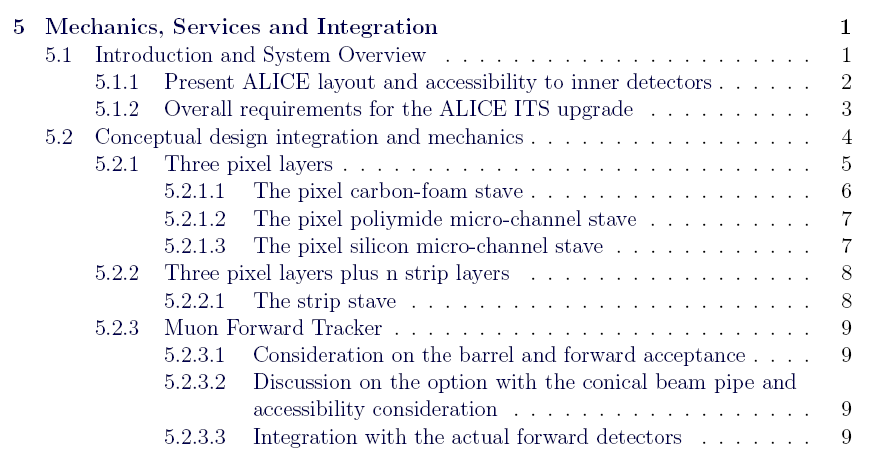 5 Mechanics, Services and Integration 1
5.1 Introduction and System Overview . . . . . . . . . . . . . . . . . . . . . . 1
5.1.1 Present ALICE layout and accessibility to inner detectors . . . . . . 2
5.1.2 Overall requirements for the ALICE ITS upgrade . . . . . . . . . . 3
5.2 Conceptual design integration and mechanics . . . . . . . . . . . . . . . . . 4
5.2.1 Three pixel layers . . . . . . . . . . . . . . . . . . . . . . . . . . . . 5
5.2.1.1 The pixel carbon-foam stave . . . . . . . . . . . . . . . . . 6
5.2.1.2 The pixel poliymide micro-channel stave . . . . . . . . . . 7
5.2.1.3 The pixel silicon micro-channel stave . . . . . . . . . . . . 7
5.2.2 Three pixel layers plus n strip layers . . . . . . . . . . . . . . . . . 8
5.2.2.1 The strip stave . . . . . . . . . . . . . . . . . . . . . . . . 8
5.2.3 Muon Forward Tracker . . . . . . . . . . . . . . . . . . . . . . . . . 9
5.2.3.1 Consideration on the barrel and forward acceptance . . . . 9
5.2.3.2 Discussion on the option with the conical beam pipe and
accessibility consideration . . . . . . . . . . . . . . . . . . 9
5.2.3.3 Integration with the actual forward detectors . . . . . . . 9